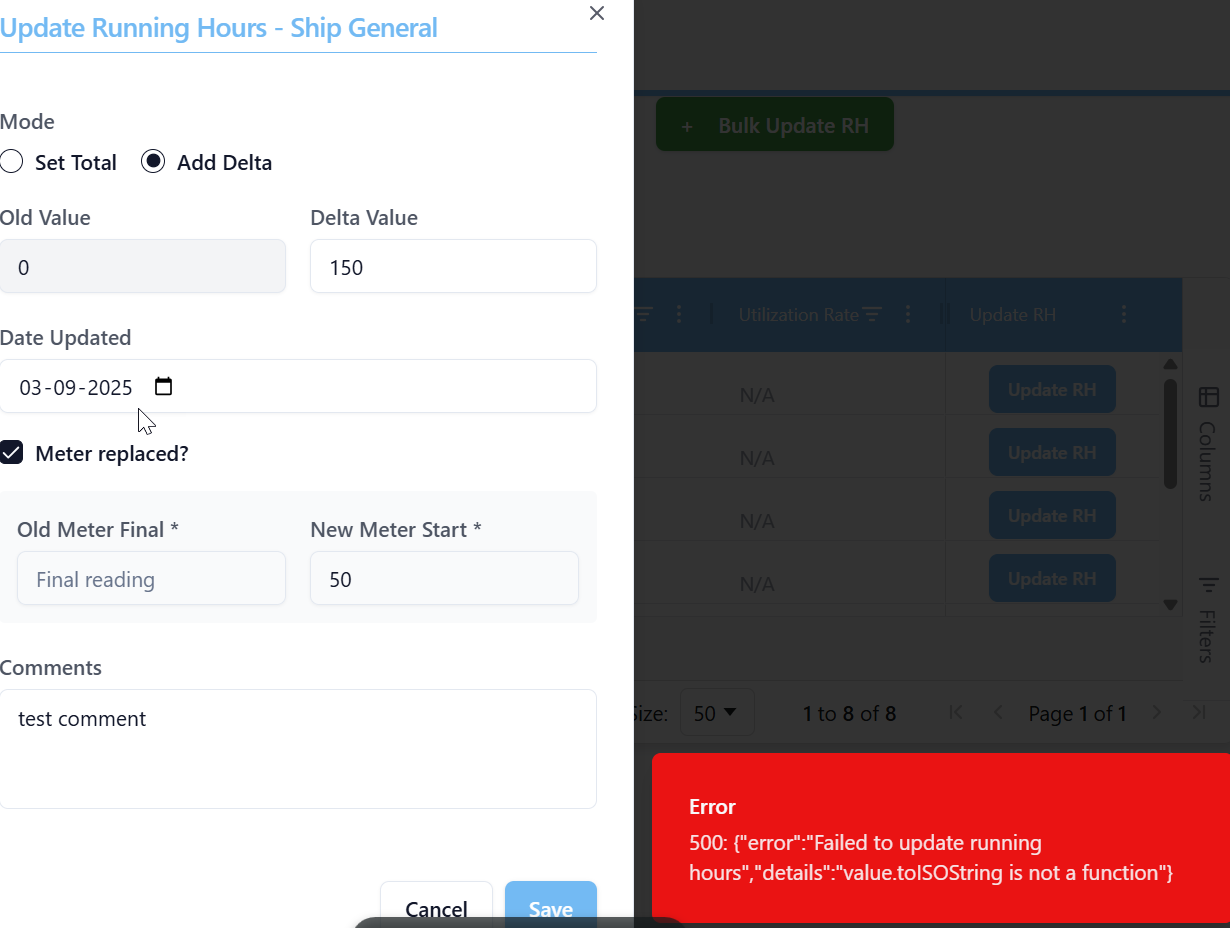 Update Running Hours - Ship General
Mode
Set Total
Add Delta
Old Value
Delta Value
0
150
Date Updated
03-09-2025
Meter replaced?
Old Meter Final *
New Meter Start *
Final reading
50
Comments
test comment
Cancel
Save
+ Bulk Update RH
Utilization Rate
Update RH
N/A
Update RH
N/A
Update RH
N/A
Update RH
N/A
Update RH
Columns
Filters
Size:
50
1 to 8 of 8
Page 1 of 1
Error
500: {"error":"Failed to update running
hours","details":"value.toISOString is not a function"}